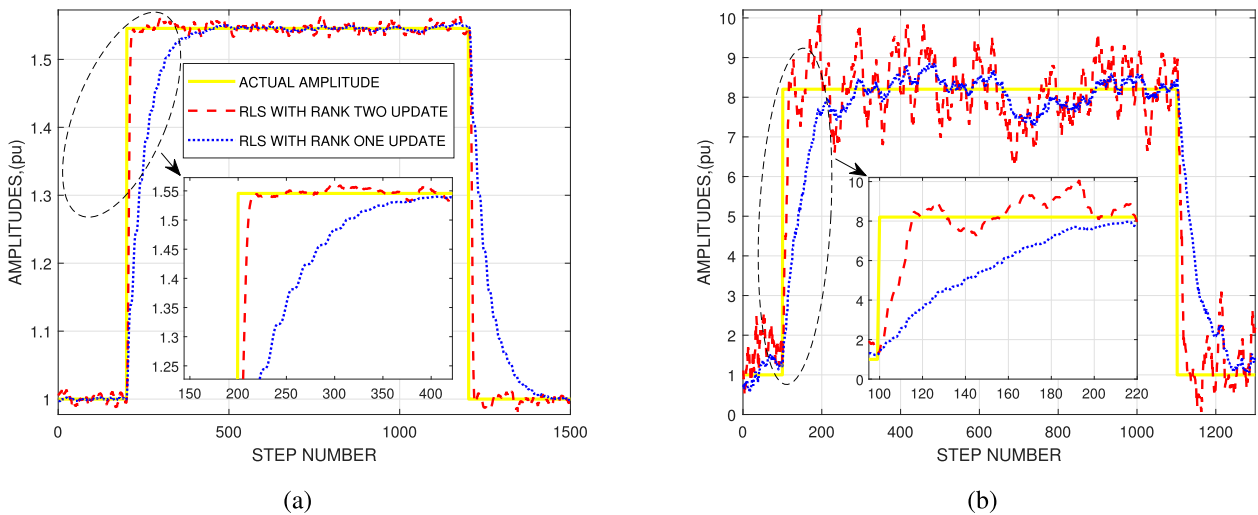 1.5
1.4
1.3
1.2
1.1
1
AMPLITUDES,(pu)
ACTUAL AMPLITUDE
RLS WITH RANK TWO UPDATE
RLS WITH RANK ONE UPDATE
1.55
1.5
1.45
1.4
1.35
1.3
1.25
150 200 250 300 350 400
0 500 1000 1500
STEP NUMBER
(a)
10
9
8
7
6
5
4
3
2
1
0
AMPLITUDES,(pu)
10
8
6
4
2
0
100 120 140 160 180 200 220
0 200 400 600 800 1000 1200
STEP NUMBER
(b)